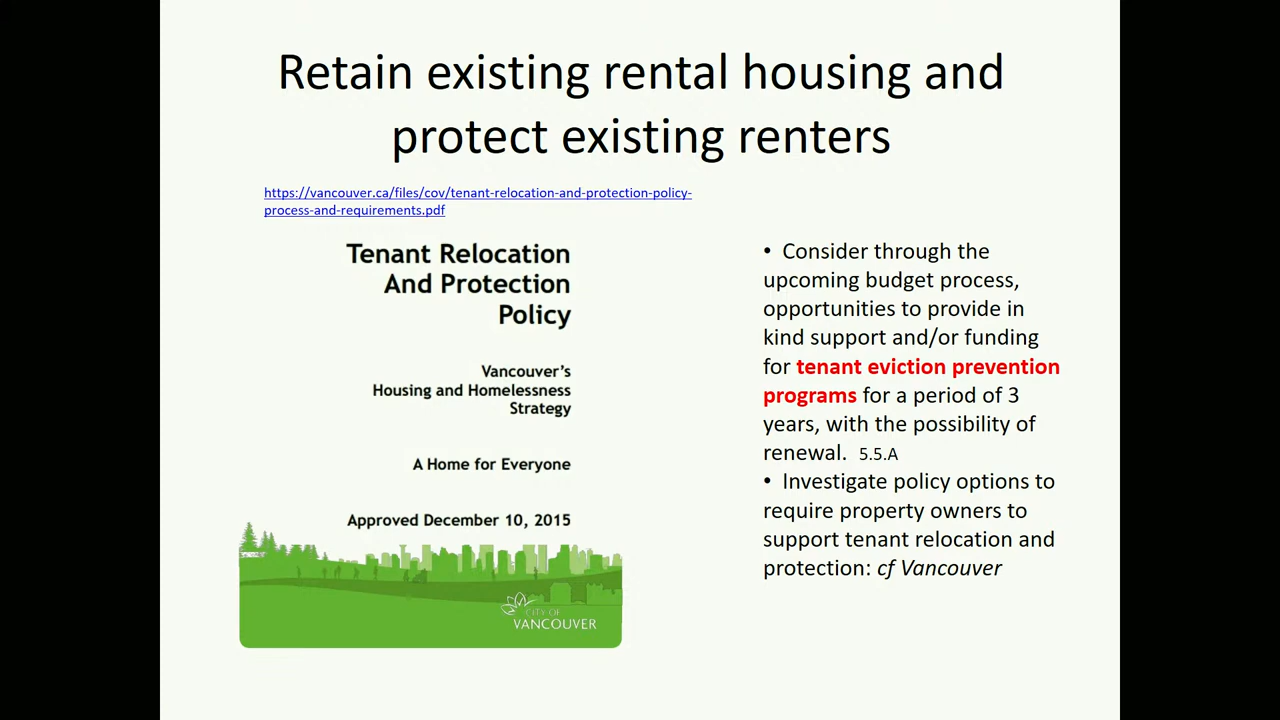 Retain existing rental housing and
protect existing renters
https://vancouver.ca/files/cov/tenant-relocation-and-protection-policy-
process-and-requirements.pdf
Tenant Relocation
And Protection
Policy
Vancouver's
Housing and Homelessness
Strategy
A Home for Everyone
Approved December 10, 2015
CITY OF
VANCOUVER
• Consider through the
upcoming budget process,
opportunities to provide in
kind support and/or funding
for tenant eviction prevention
programs for a period of 3
years, with the possibility of
renewal. 5.5.A
• Investigate policy options to
require property owners to
support tenant relocation and
protection: cf Vancouver